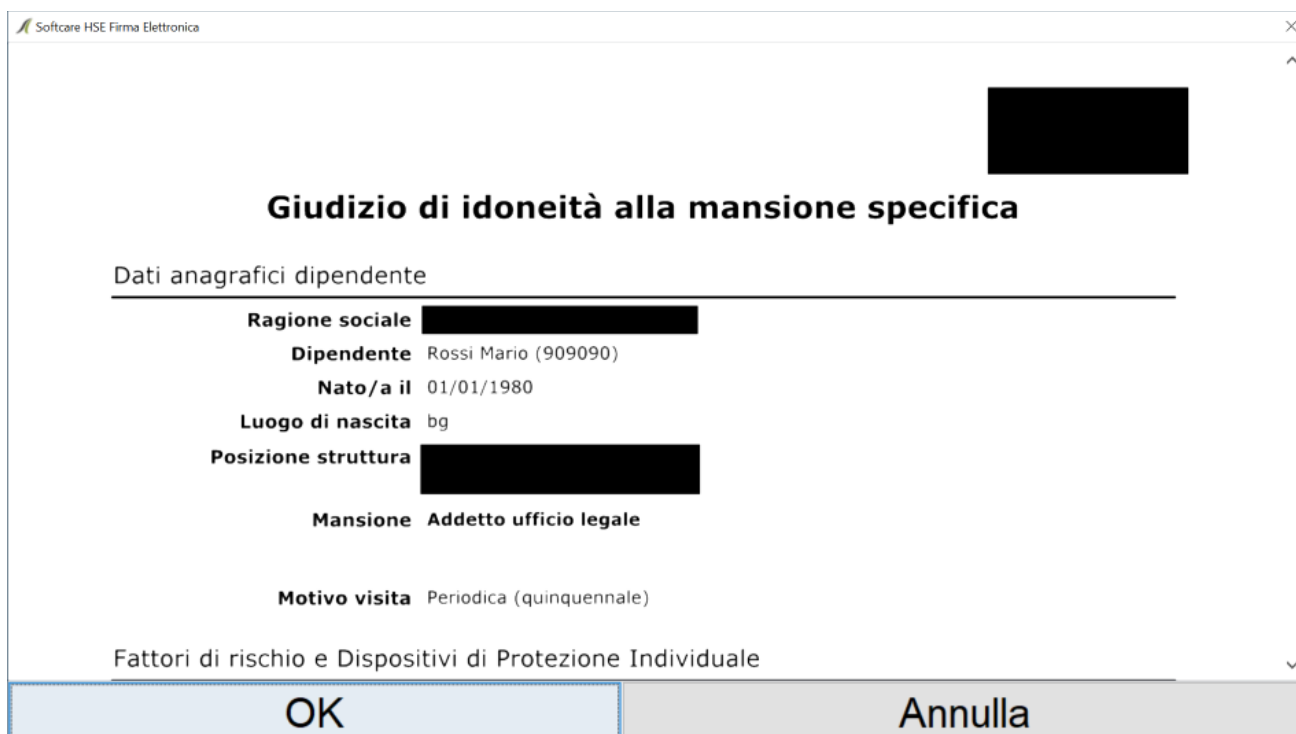 Softcare HSE Firma Elettronica
Giudizio di idoneità alla mansione specifica
Dati anagrafici dipendente
Ragione sociale
Dipendente Rossi Mario (909090)
Nato/a il 01/01/1980
Luogo di nascita bg
Posizione struttura
Mansione Addetto ufficio legale
Motivo visita Periodica (quinquennale)
Fattori di rischio e Dispositivi di Protezione Individuale
OK Annulla